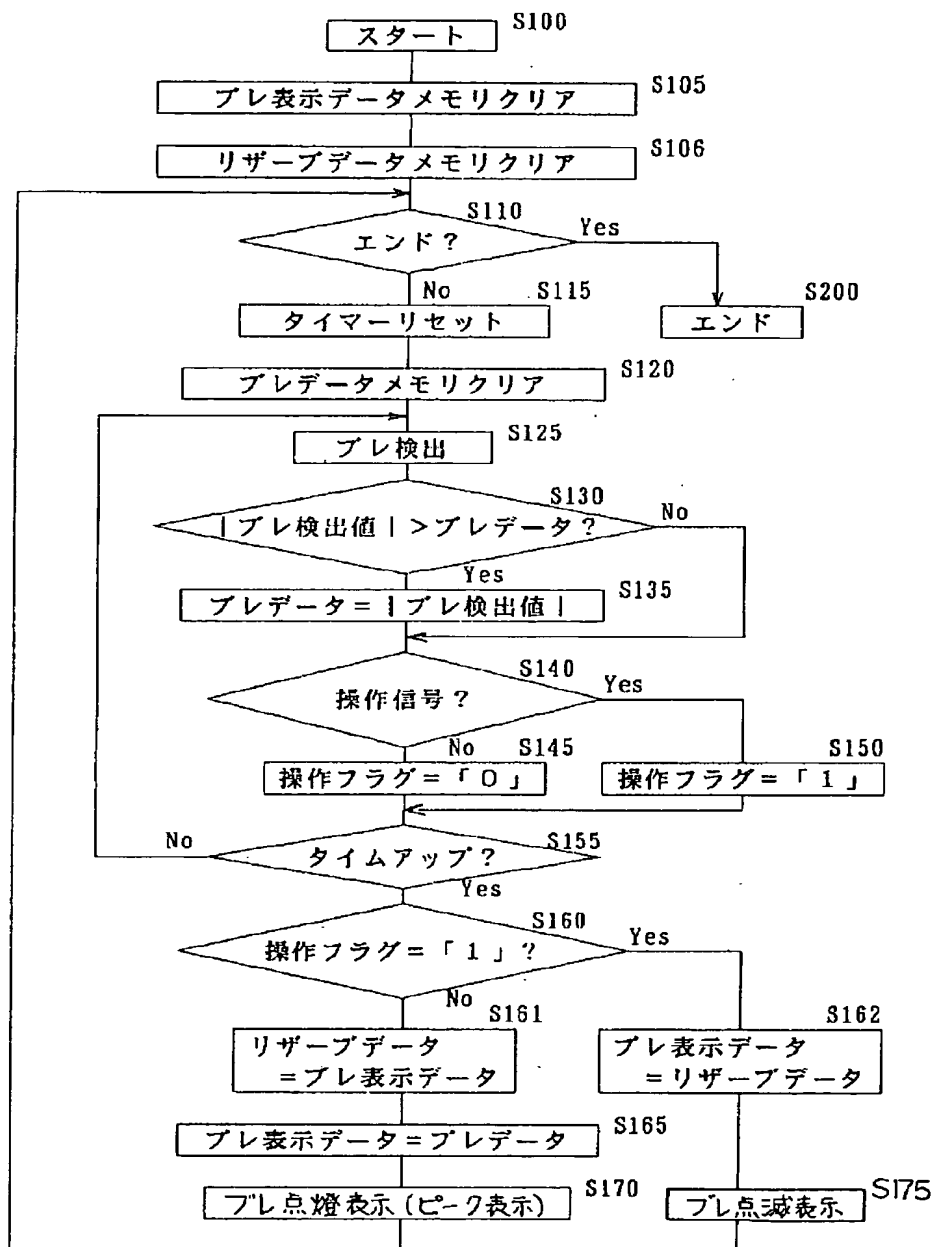 S100
スタート
S105
ブレ表示データメモリクリア
S106
リザーブデータメモリクリア
S110
エンド?
Yes
No
S115
S200
タイマーリセット
エンド
S120
ブレデータメモリクリア
S125
ブレ検出
S130
|ブレ検出値|>ブレデータ?
No
Yes
S135
ブレデータ=|ブレ検出値|
S140
操作信号?
Yes
No
S145
S150
操作フラグ=「0」
操作フラグ=「1」
No
S155
タイムアップ?
Yes
S160
操作フラグ=「1」?
Yes
No
S161
S162
リザーブデータ
=ブレ表示データ
ブレ表示データ
=リザーブデータ
S165
ブレ表示データ=ブレデータ
S170
ブレ点燈表示(ピーク表示)
S175
ブレ点滅表示